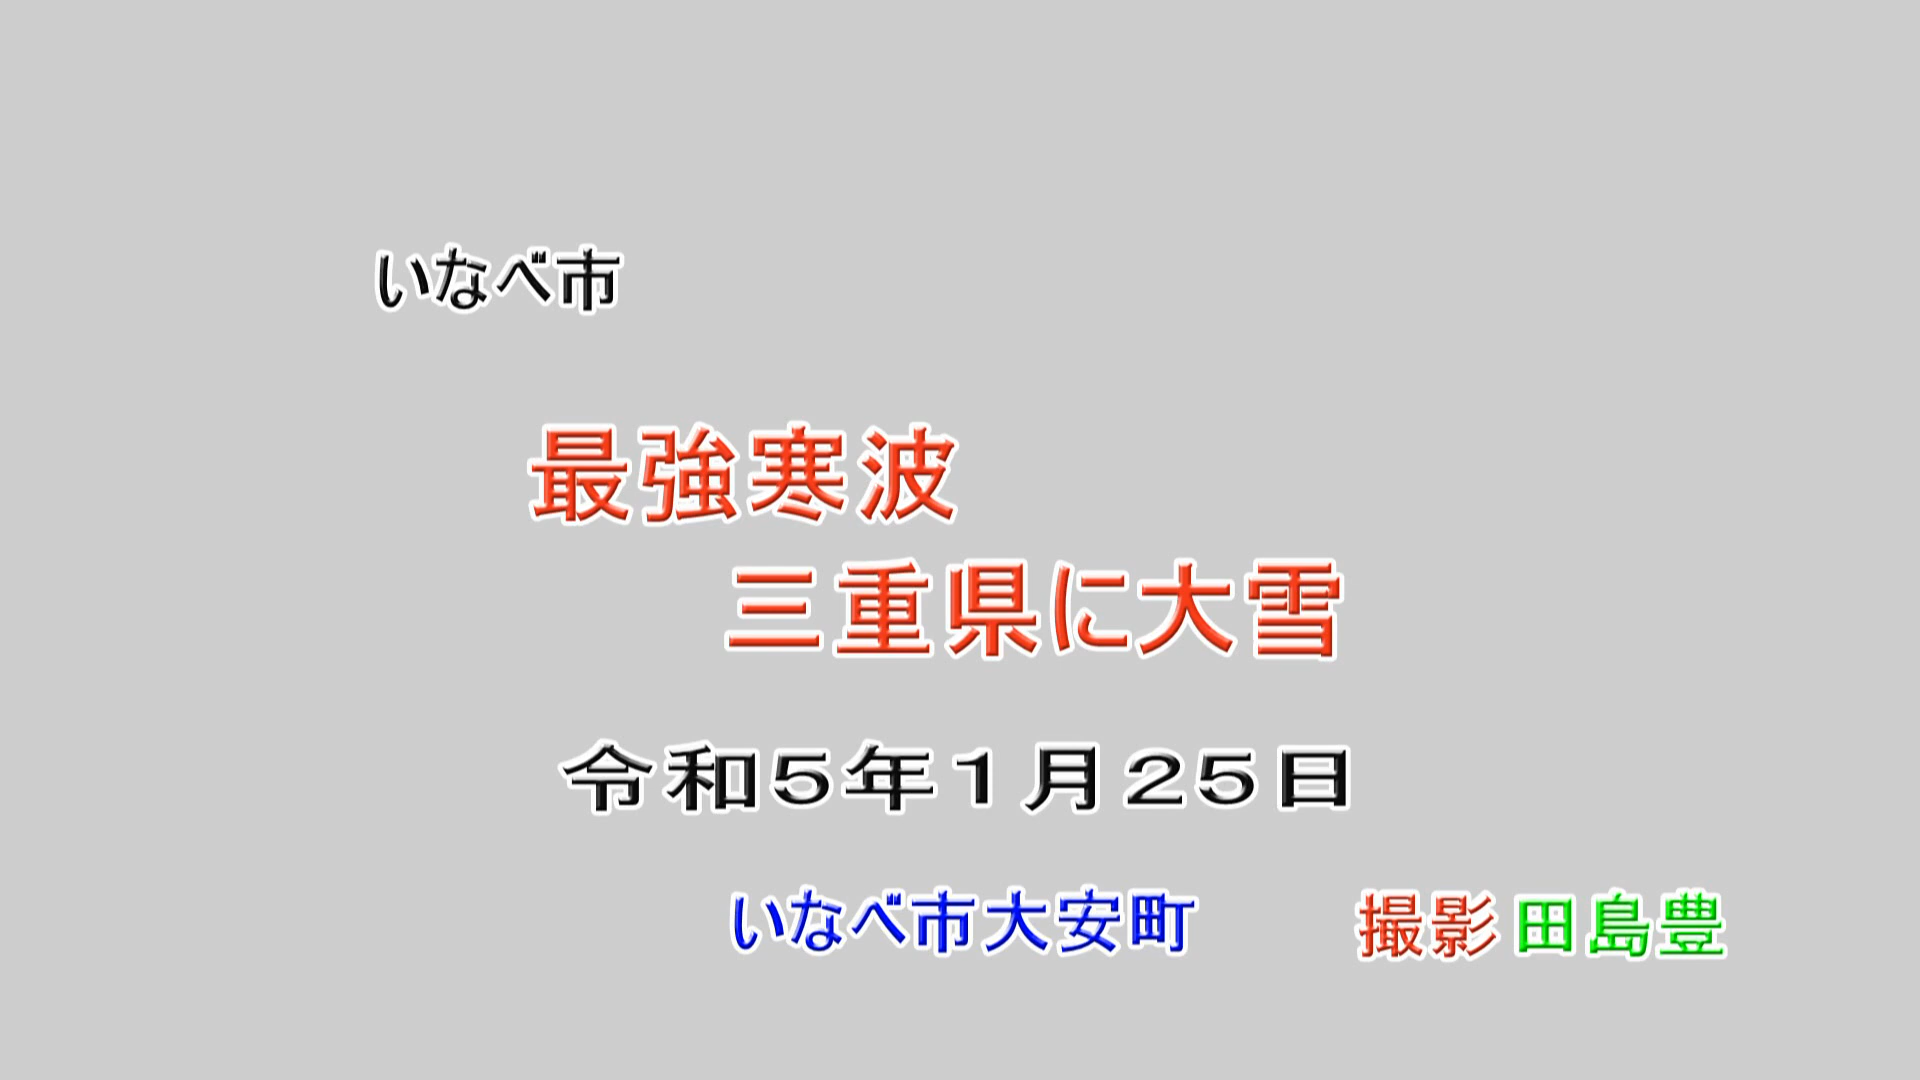 いなべ市
最強寒波
三重県に大雪
令和５年１月２５日
いなべ市大安町　撮影 田島豊